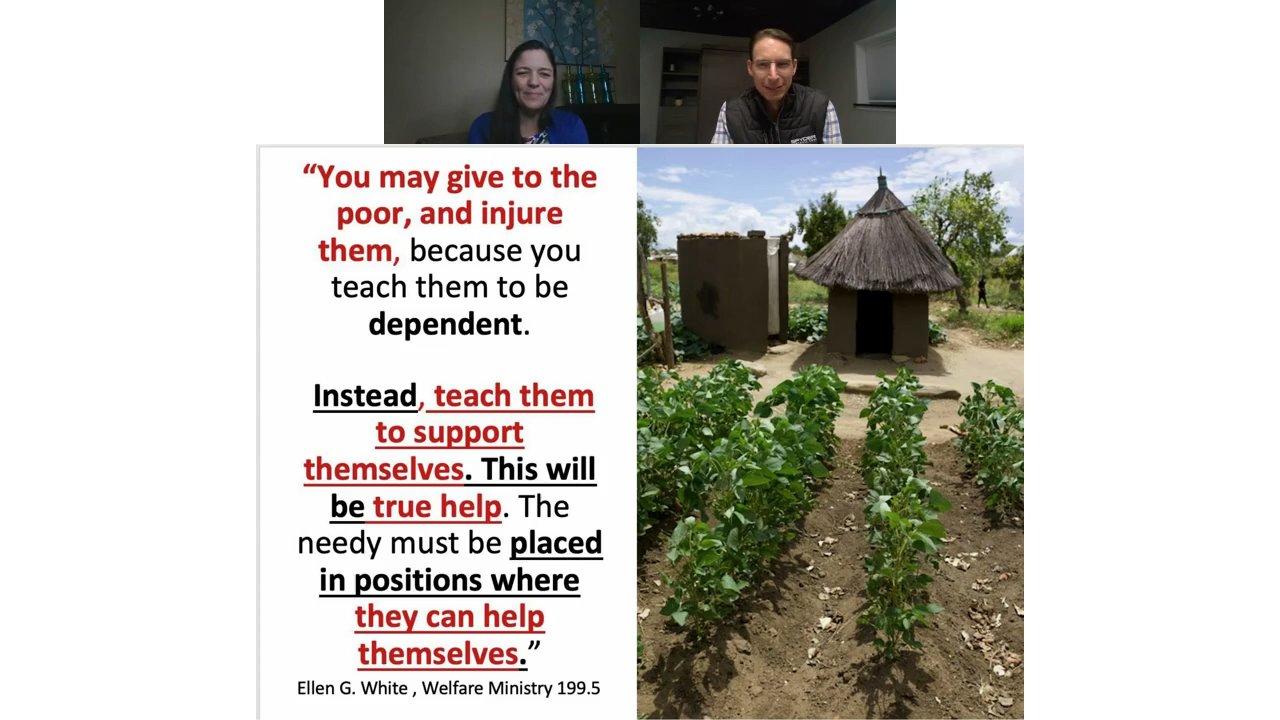 SPYDER
“You may give to the
poor, and injure
them, because you
teach them to be
dependent.
Instead, teach them
to support
themselves. This will
be true help. The
needy must be placed
in positions where
they can help
themselves.”
Ellen G. White , Welfare Ministry 199.5